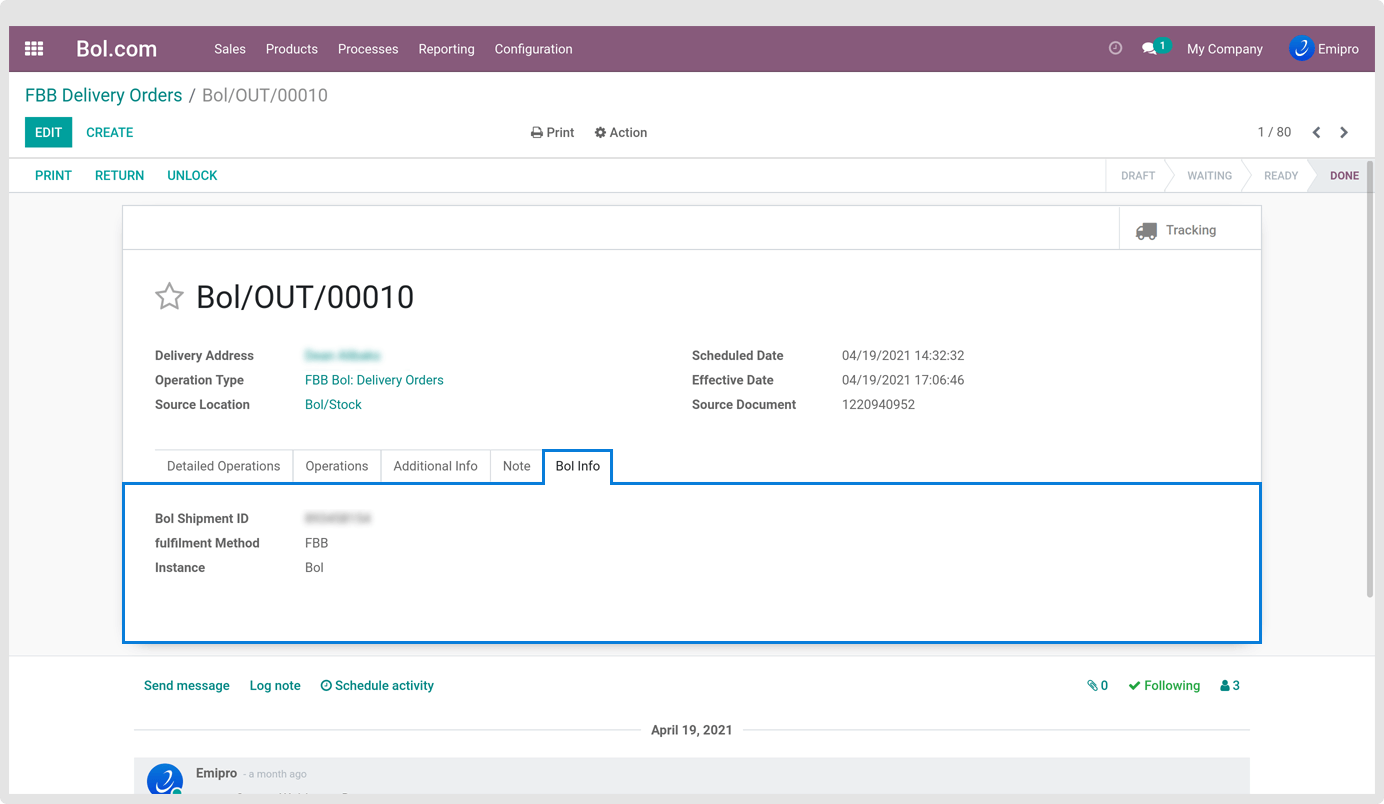 Bol.com Sales Products Processes Reporting Configuration 1 My Company Emipro
FBB Delivery Orders / Bol/OUT/00010
EDIT CREATE Print Action 1 / 80
PRINT RETURN UNLOCK DRAFT WAITING READY DONE
Tracking
Bol/OUT/00010
Delivery Address Scheduled Date 04/19/2021 14:32:32
Operation Type FBB Bol: Delivery Orders Effective Date 04/19/2021 17:06:46
Source Location Bol/Stock Source Document 1220940952
Detailed Operations Operations Additional Info Note Bol Info
Bol Shipment ID
fulfilment Method FBB
Instance Bol
Send message Log note Schedule activity 0 Following 3
April 19, 2021
Emipro - a month ago